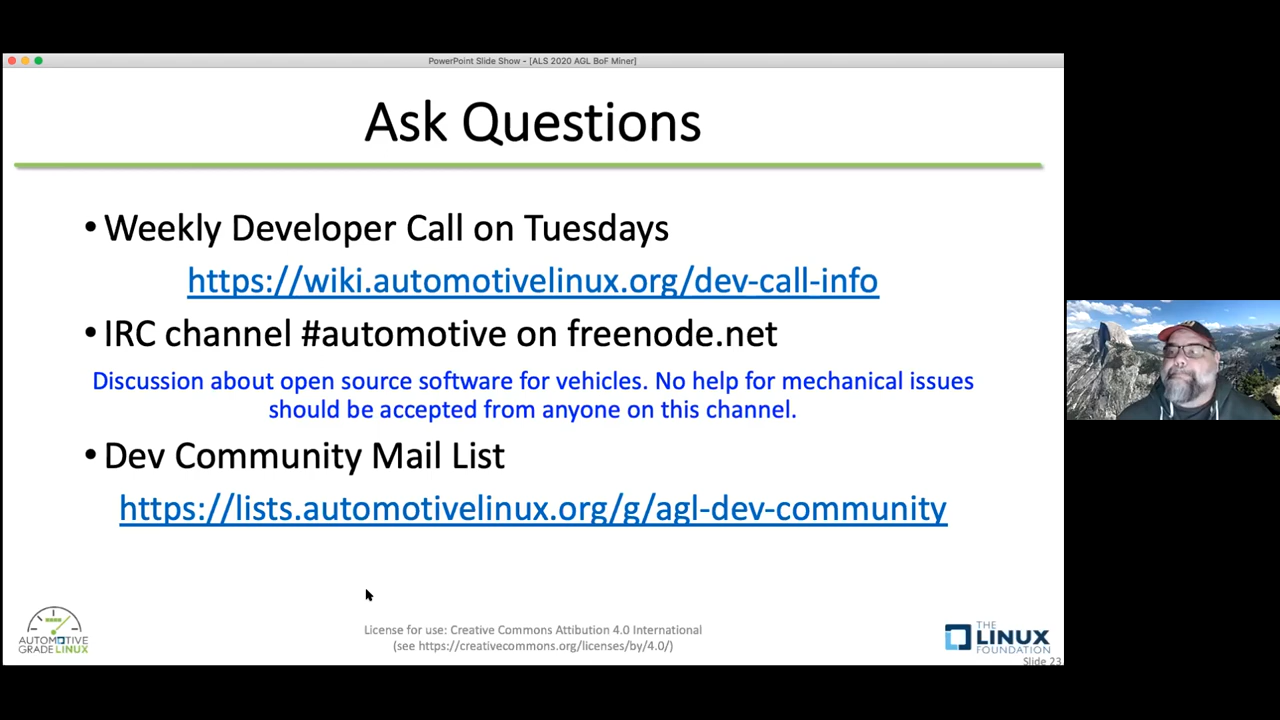 PowerPoint Slide Show - [ALS 2020 AGL BoF Miner]
Ask Questions
• Weekly Developer Call on Tuesdays
https://wiki.automotivelinux.org/dev-call-info
• IRC channel #automotive on freenode.net
Discussion about open source software for vehicles. No help for mechanical issues
should be accepted from anyone on this channel.
• Dev Community Mail List
https://lists.automotivelinux.org/g/agl-dev-community
AUTOMOTIVE
GRADE LINUX
License for use: Creative Commons Attibution 4.0 International
(see https://creativecommons.org/licenses/by/4.0/)
THE
LINUX
FOUNDATION
Slide 23